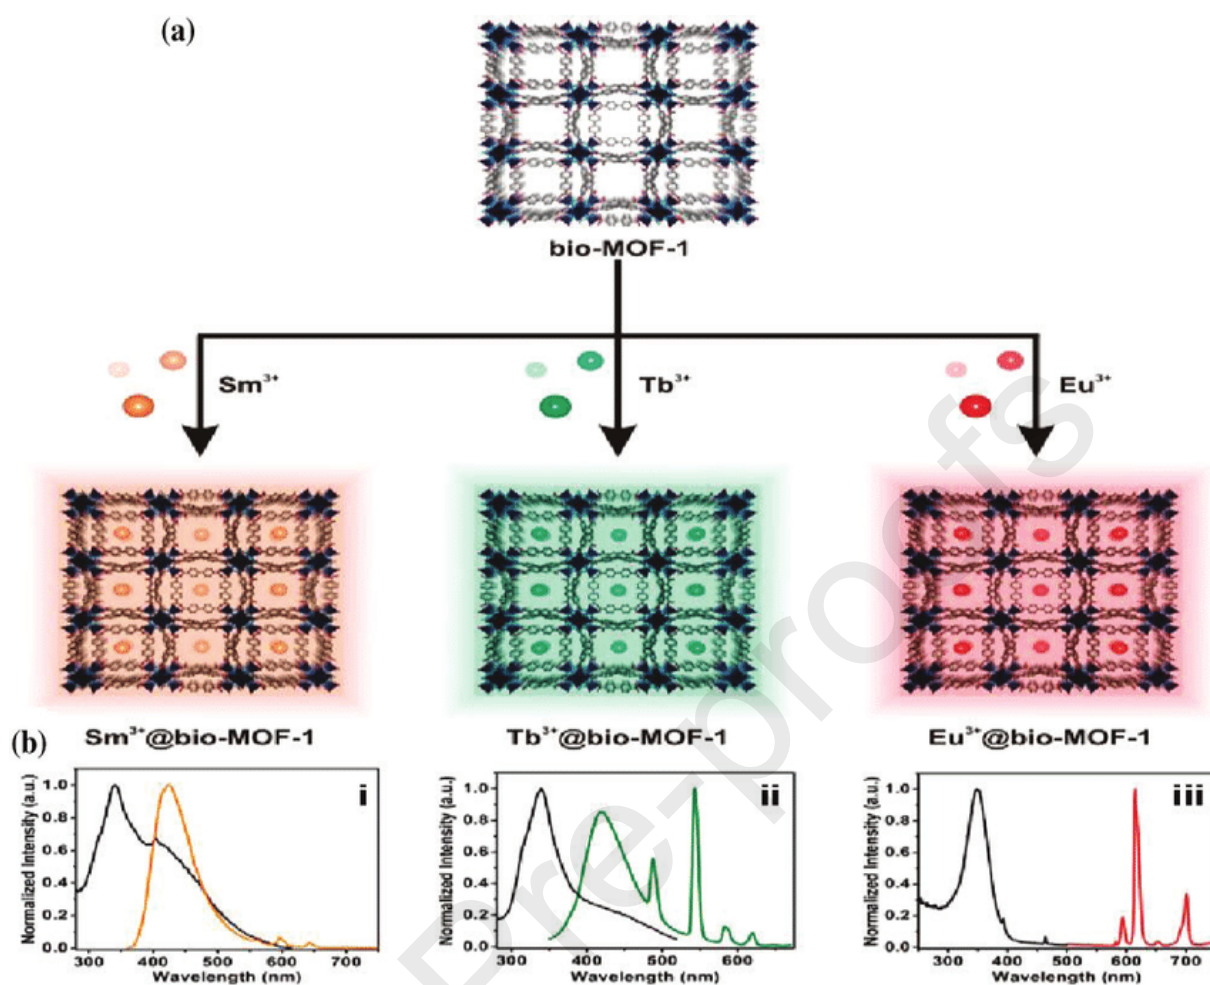 (a)
bio-MOF-1
Sm³⁺
Tb³⁺
Eu³⁺
(b)
Sm³⁺@bio-MOF-1
Tb³⁺@bio-MOF-1
Eu³⁺@bio-MOF-1
i
Normalized Intensity (a.u.)
1.0
0.8
0.6
0.4
0.2
0.0
300 400 500 600 700
Wavelength (nm)
ii
Normalized Intensity (a.u.)
1.0
0.8
0.6
0.4
0.2
0.0
300 400 500 600
Wavelength (nm)
iii
Normalized Intensity (a.u.)
1.0
0.8
0.6
0.4
0.2
0.0
300 400 500 600 700
Wavelength (nm)
Pre-proofs